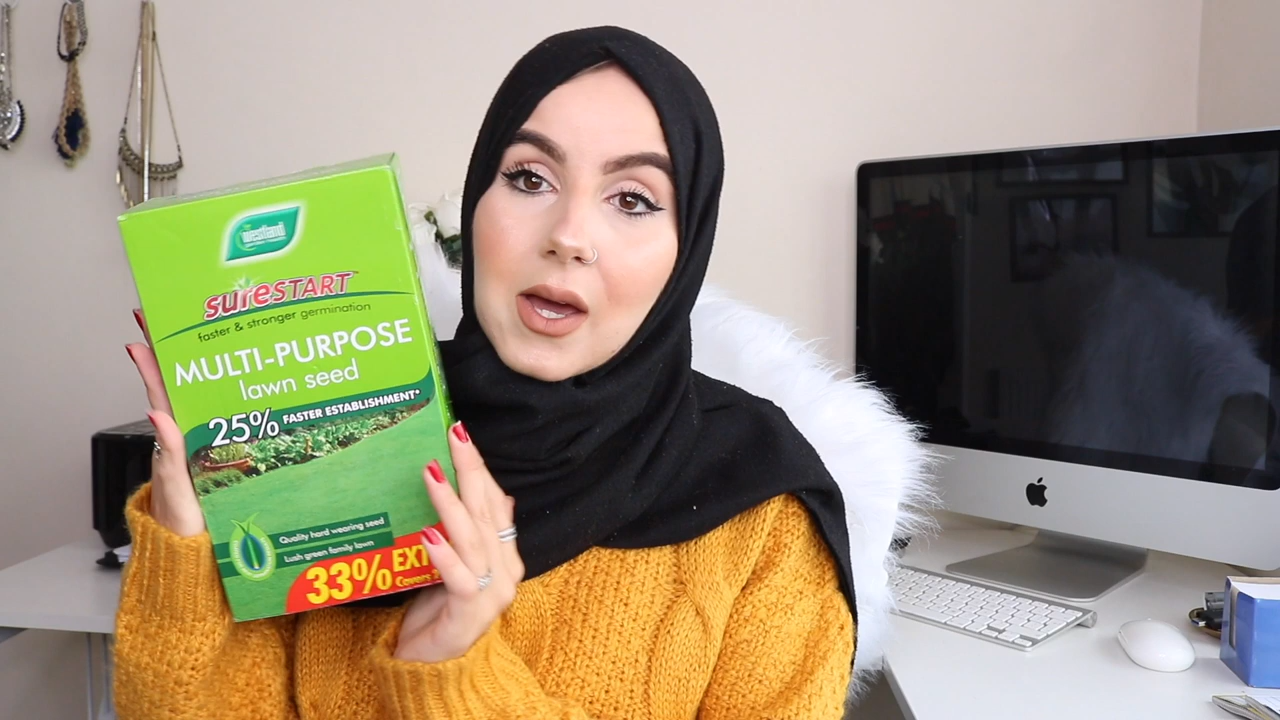 westland
SureSTART
faster & stronger germination
MULTI-PURPOSE
lawn seed
25% FASTER ESTABLISHMENT*
Quality hard wearing seed
Lush green family lawn
33%
Covers